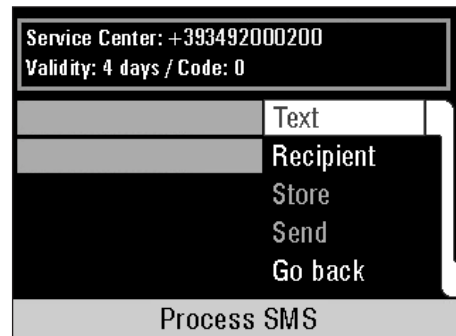 Service Center: +393492000200
Validity: 4 days / Code: 0
Text
Recipient
Store
Send
Go back
Process SMS